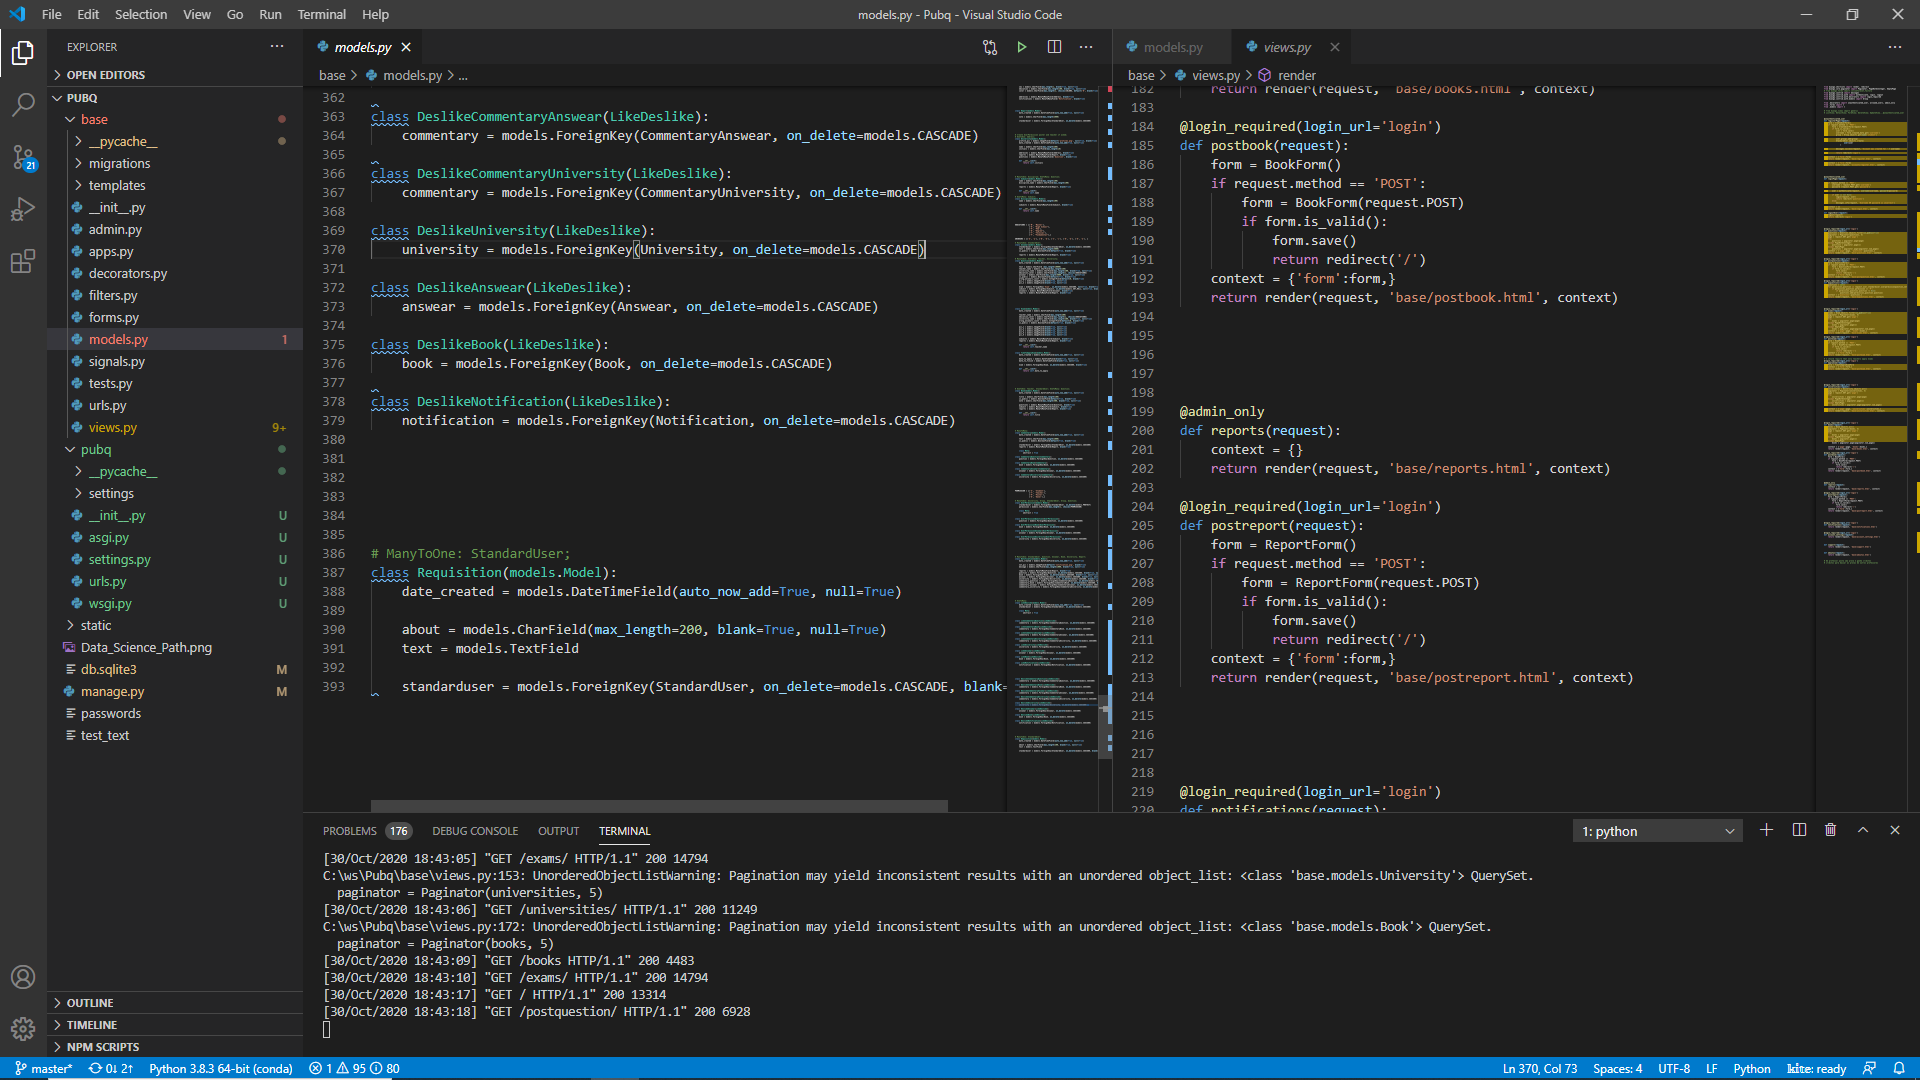 File Edit Selection View Go Run Terminal Help
models.py - Pubq - Visual Studio Code
EXPLORER
OPEN EDITORS
PUBQ
base
__pycache__
migrations
templates
__init__.py
admin.py
apps.py
decorators.py
filters.py
forms.py
models.py 1
signals.py
tests.py
urls.py
views.py 9+
pubq
__pycache__
settings
__init__.py U
asgi.py U
settings.py U
urls.py U
wsgi.py U
static
Data_Science_Path.png
db.sqlite3 M
manage.py M
passwords
test_text
OUTLINE
TIMELINE
NPM SCRIPTS
21
models.py
base > models.py > ...
362
363 class DeslikeCommentaryAnswear(LikeDeslike):
364 commentary = models.ForeignKey(CommentaryAnswear, on_delete=models.CASCADE)
365
366 class DeslikeCommentaryUniversity(LikeDeslike):
367 commentary = models.ForeignKey(CommentaryUniversity, on_delete=models.CASCADE)
368
369 class DeslikeUniversity(LikeDeslike):
370 university = models.ForeignKey(University, on_delete=models.CASCADE)
371
372 class DeslikeAnswear(LikeDeslike):
373 answear = models.ForeignKey(Answear, on_delete=models.CASCADE)
374
375 class DeslikeBook(LikeDeslike):
376 book = models.ForeignKey(Book, on_delete=models.CASCADE)
377
378 class DeslikeNotification(LikeDeslike):
379 notification = models.ForeignKey(Notification, on_delete=models.CASCADE)
380
381
382
383
384
385
386 # ManyToOne: StandardUser;
387 class Requisition(models.Model):
388 date_created = models.DateTimeField(auto_now_add=True, null=True)
389
390 about = models.CharField(max_length=200, blank=True, null=True)
391 text = models.TextField
392
393 standarduser = models.ForeignKey(StandardUser, on_delete=models.CASCADE, blank=
models.py views.py
base > views.py > render
182 return render(request, 'base/books.html', context)
183
184 @login_required(login_url='login')
185 def postbook(request):
186 form = BookForm()
187 if request.method == 'POST':
188 form = BookForm(request.POST)
189 if form.is_valid():
190 form.save()
191 return redirect('/')
192 context = {'form':form,}
193 return render(request, 'base/postbook.html', context)
194
195
196
197
198
199 @admin_only
200 def reports(request):
201 context = {}
202 return render(request, 'base/reports.html', context)
203
204 @login_required(login_url='login')
205 def postreport(request):
206 form = ReportForm()
207 if request.method == 'POST':
208 form = ReportForm(request.POST)
209 if form.is_valid():
210 form.save()
211 return redirect('/')
212 context = {'form':form,}
213 return render(request, 'base/postreport.html', context)
214
215
216
217
218
219 @login_required(login_url='login')
220 def notifications(request):
PROBLEMS 176 DEBUG CONSOLE OUTPUT TERMINAL 1: python
[30/Oct/2020 18:43:05] "GET /exams/ HTTP/1.1" 200 14794
C:\ws\Pubq\base\views.py:153: UnorderedObjectListWarning: Pagination may yield inconsistent results with an unordered object_list: <class 'base.models.University'> QuerySet.
paginator = Paginator(universities, 5)
[30/Oct/2020 18:43:06] "GET /universities/ HTTP/1.1" 200 11249
C:\ws\Pubq\base\views.py:172: UnorderedObjectListWarning: Pagination may yield inconsistent results with an unordered object_list: <class 'base.models.Book'> QuerySet.
paginator = Paginator(books, 5)
[30/Oct/2020 18:43:09] "GET /books HTTP/1.1" 200 4483
[30/Oct/2020 18:43:10] "GET /exams/ HTTP/1.1" 200 14794
[30/Oct/2020 18:43:17] "GET / HTTP/1.1" 200 13314
[30/Oct/2020 18:43:18] "GET /postquestion/ HTTP/1.1" 200 6928
master* 0↓ 2↑ Python 3.8.3 64-bit (conda) 1 95 80 Ln 370, Col 73 Spaces: 4 UTF-8 LF Python kite: ready